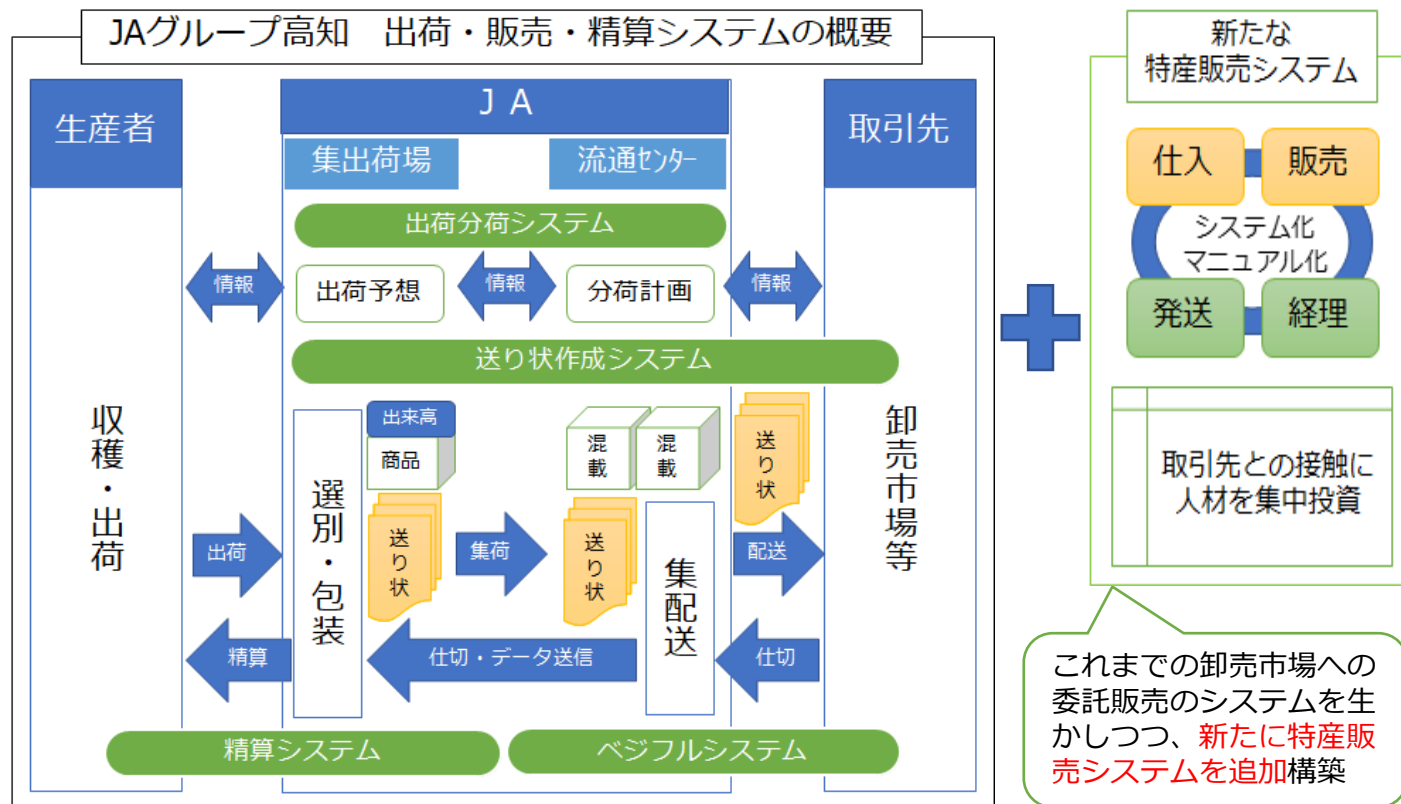 JAグループ高知　出荷・販売・精算システムの概要
生産者
ＪＡ
取引先
集出荷場
流通ｾﾝﾀｰ
出荷分荷システム
情報
出荷予想
情報
分荷計画
情報
送り状作成システム
収穫・出荷
選別・包装
出来高
商品
送り状
混載
混載
送り状
送り状
集配送
卸売市場等
出荷
集荷
配送
精算
仕切・データ送信
仕切
精算システム
ベジフルシステム
新たな
特産販売システム
仕入
販売
システム化
マニュアル化
発送
経理
取引先との接触に
人材を集中投資
これまでの卸売市場への
委託販売のシステムを生
かしつつ、新たに特産販
売システムを追加構築